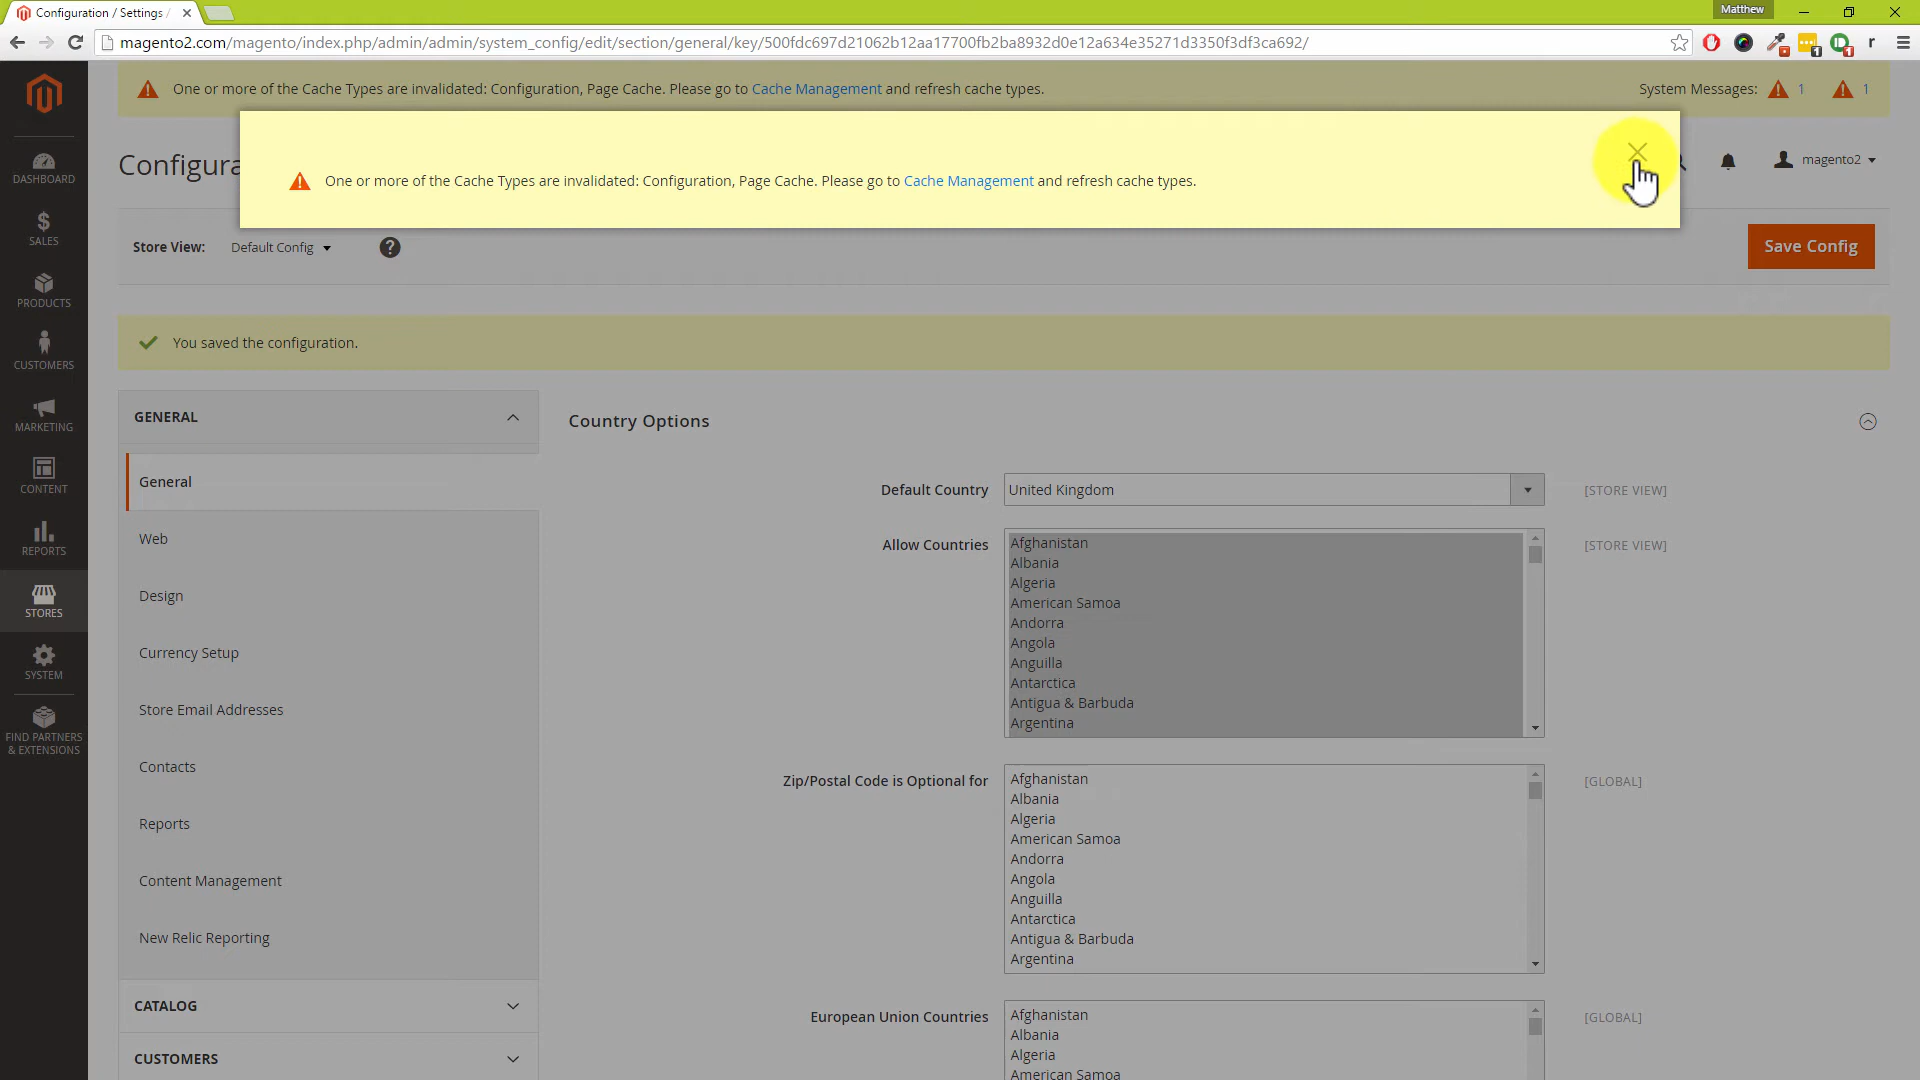 Configuration / Settings /
Matthew
magento2.com/magento/index.php/admin/admin/system_config/edit/section/general/key/500fdc697d21062b12aa17700fb2ba8932d0e12a634e35271d3350f3df3ca692/
1
1
r
One or more of the Cache Types are invalidated: Configuration, Page Cache. Please go to Cache Management and refresh cache types.
System Messages: 1 1
One or more of the Cache Types are invalidated: Configuration, Page Cache. Please go to Cache Management and refresh cache types.
Configura
magento2
DASHBOARD
SALES
PRODUCTS
CUSTOMERS
MARKETING
CONTENT
REPORTS
STORES
SYSTEM
FIND PARTNERS
& EXTENSIONS
Store View: Default Config ?
Save Config
You saved the configuration.
GENERAL
General
Web
Design
Currency Setup
Store Email Addresses
Contacts
Reports
Content Management
New Relic Reporting
CATALOG
CUSTOMERS
Country Options
Default Country United Kingdom [STORE VIEW]
Allow Countries Afghanistan [STORE VIEW]
Albania
Algeria
American Samoa
Andorra
Angola
Anguilla
Antarctica
Antigua & Barbuda
Argentina
Zip/Postal Code is Optional for Afghanistan [GLOBAL]
Albania
Algeria
American Samoa
Andorra
Angola
Anguilla
Antarctica
Antigua & Barbuda
Argentina
European Union Countries Afghanistan [GLOBAL]
Albania
Algeria
American Samoa